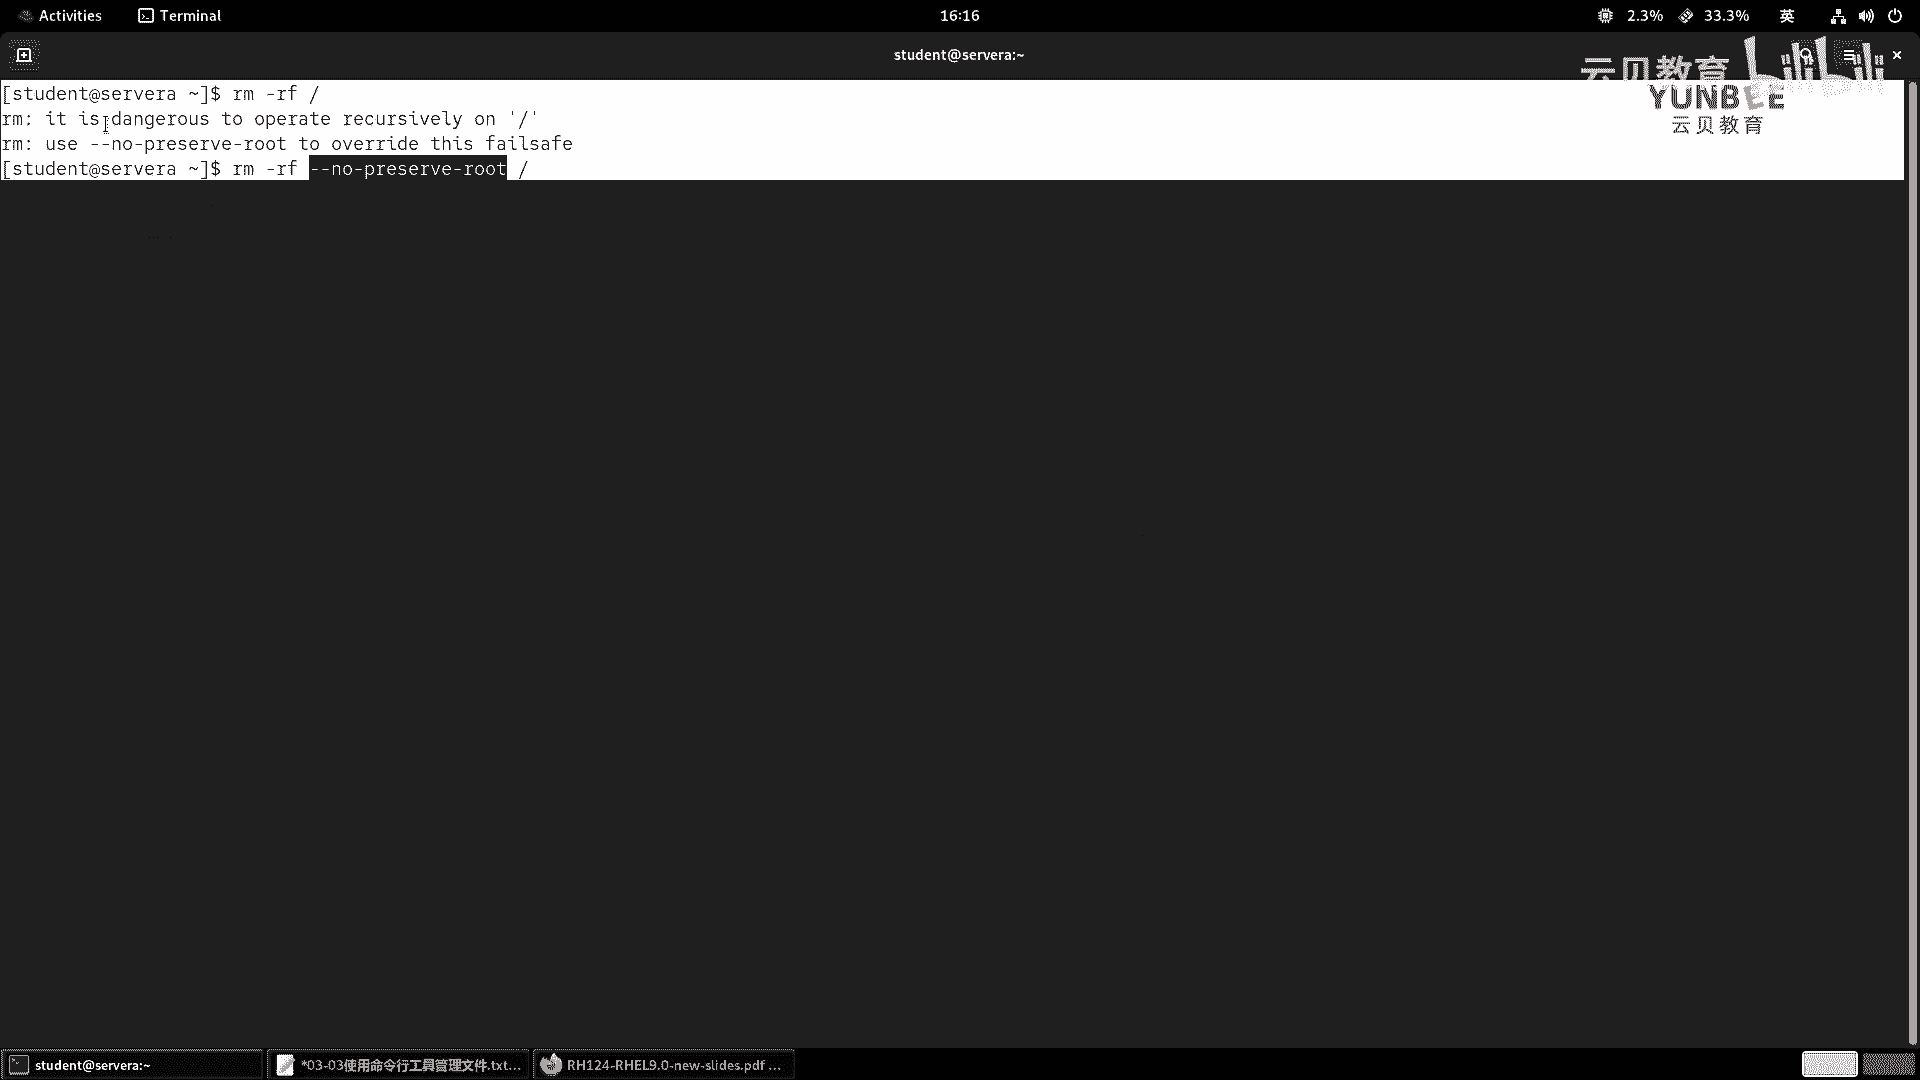 Activities
Terminal
16:16
2.3%
33.3%
英
student@servera:~
云贝教育
bilibili
YUNBEE
云贝教育
[student@servera ~]$ rm -rf /
rm: it is dangerous to operate recursively on '/'
rm: use --no-preserve-root to override this failsafe
[student@servera ~]$ rm -rf --no-preserve-root /
student@servera:~
*03-03使用命令行工具管理文件.txt...
RH124-RHEL9.0-new-slides.pdf ...